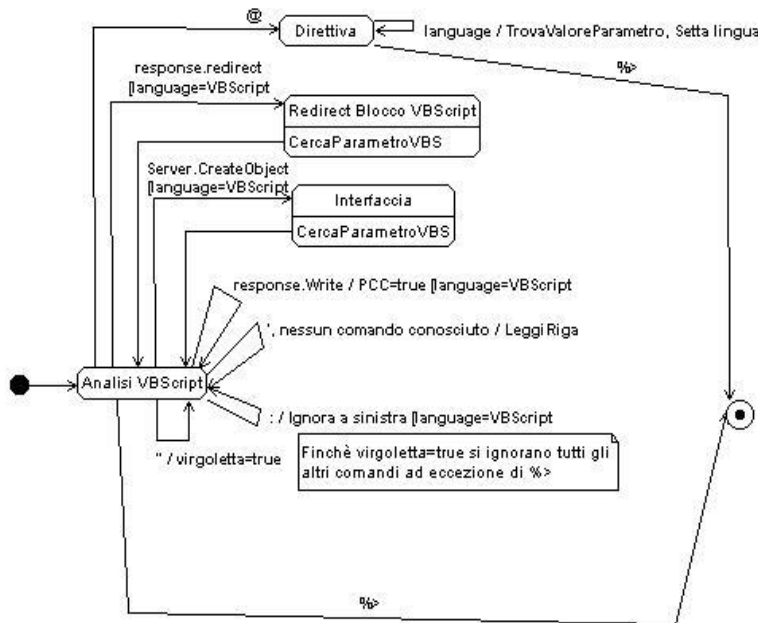 @
Direttiva
language / TrovaValoreParametro, Setta lingua
%>
response.redirect
[language=VBScript
Redirect Blocco VBScript
CercaParametroVBS
Server.CreateObject
[language=VBScript
Interfaccia
CercaParametroVBS
response.Write / PCC=true [language=VBScript
', nessun comando conosciuto / LeggiRiga
Analisi VBScript
: / Ignora a sinistra [language=VBScript
" / virgoletta=true
Finchè virgoletta=true si ignorano tutti gli
altri comandi ad eccezione di %>
%>